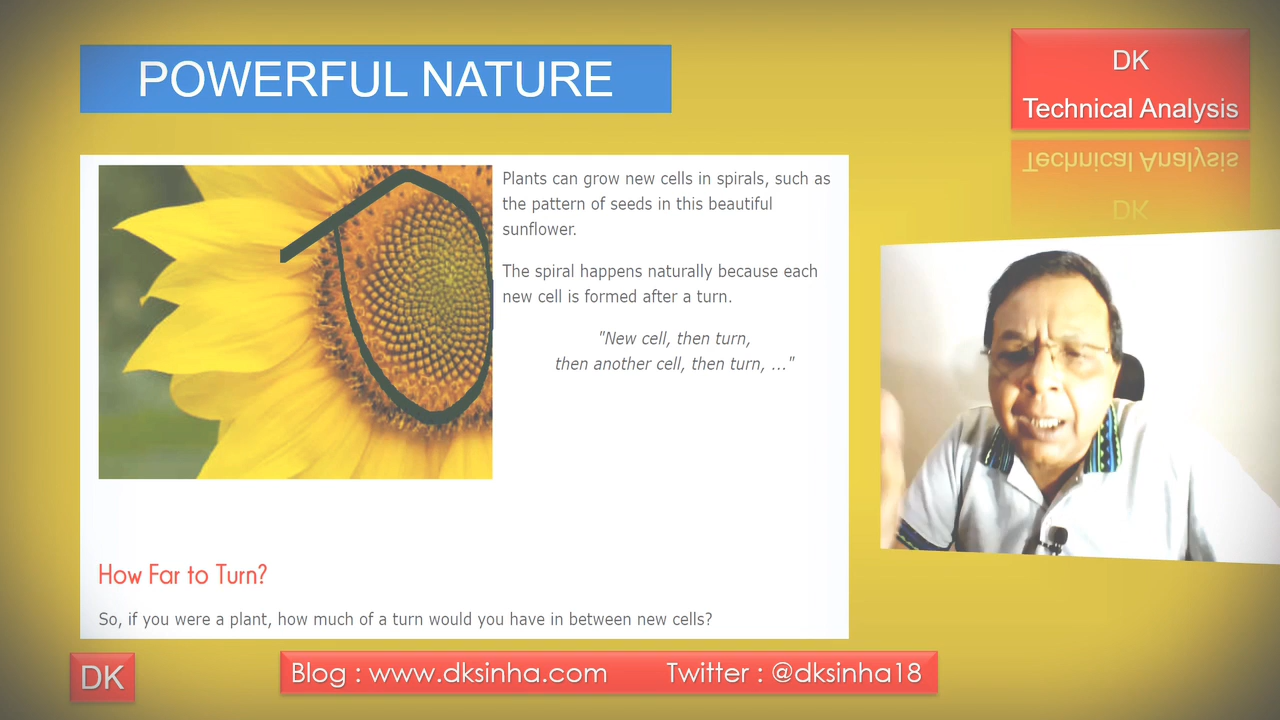 POWERFUL NATURE
DK
Technical Analysis
Technical Analysis
DK
Plants can grow new cells in spirals, such as
the pattern of seeds in this beautiful
sunflower.
The spiral happens naturally because each
new cell is formed after a turn.
"New cell, then turn,
then another cell, then turn, ..."
How Far to Turn?
So, if you were a plant, how much of a turn would you have in between new cells?
DK
Blog : www.dksinha.com Twitter : @dksinha18